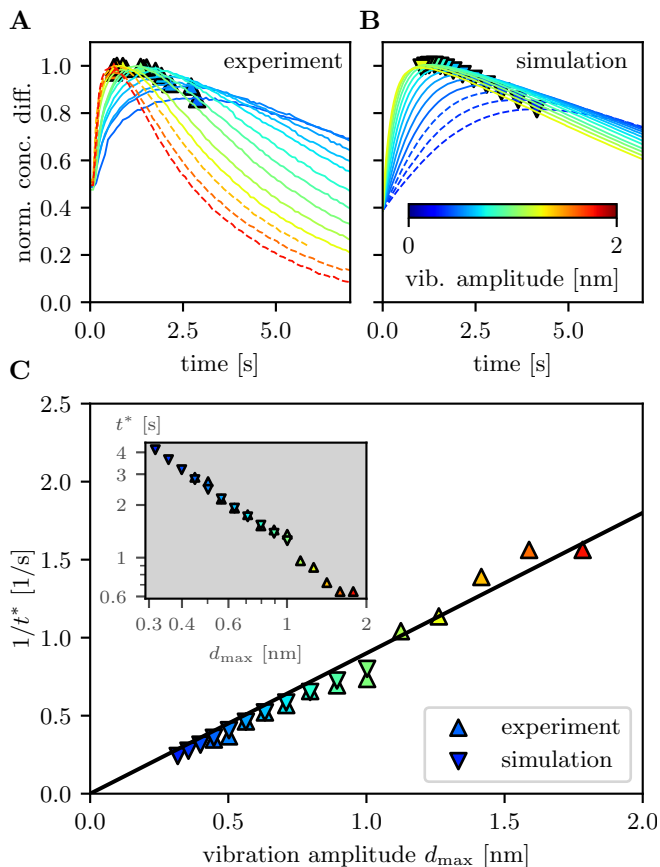 A
B
experiment
simulation
norm. conc. diff.
1.0
0.8
0.6
0.4
0.2
0.0
0.0
2.5
5.0
time [s]
0
2
vib. amplitude [nm]
0.0
2.5
5.0
time [s]
C
1/t* [1/s]
2.5
2.0
1.5
1.0
0.5
0.0
t* [s]
4
3
2
1
0.6
0.3
0.4
0.6
1
2
d_max [nm]
experiment
simulation
0.0
0.5
1.0
1.5
2.0
vibration amplitude d_max [nm]